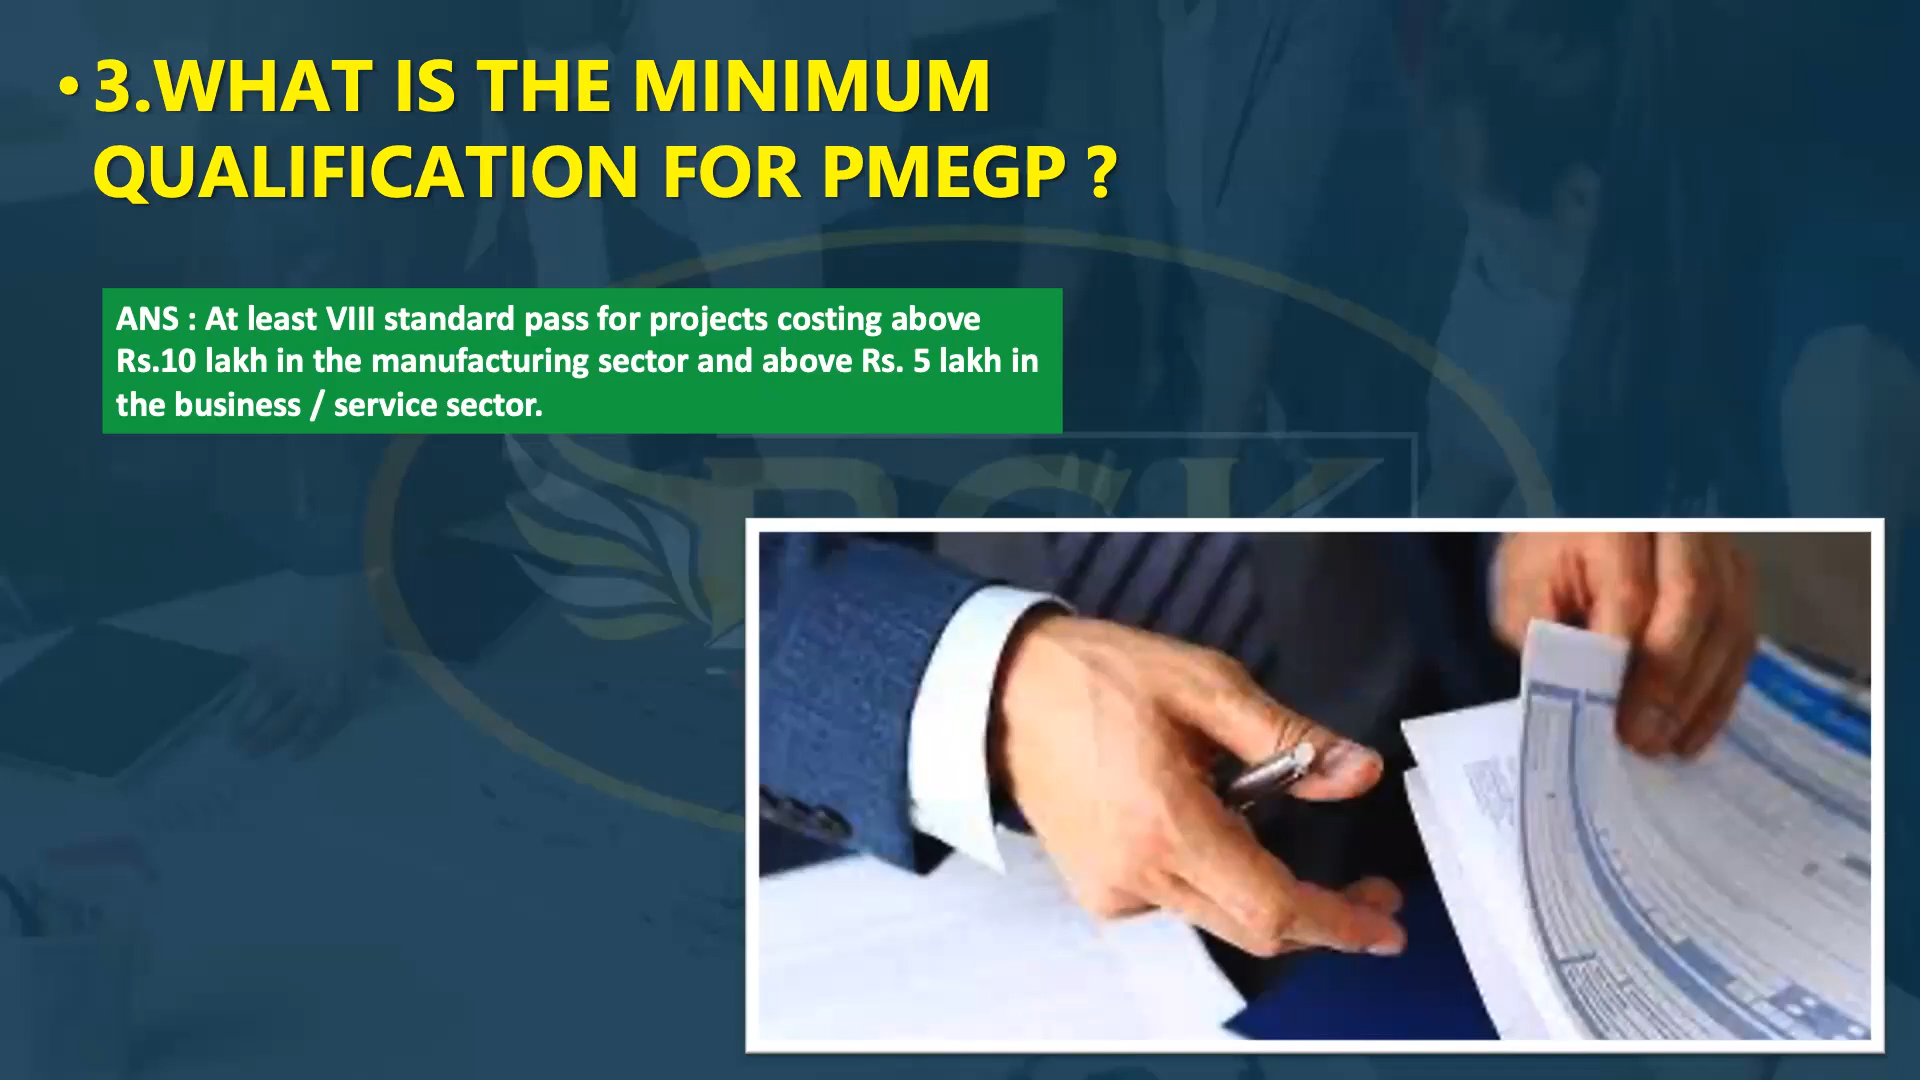 • 3.WHAT IS THE MINIMUM
QUALIFICATION FOR PMEGP ?
ANS : At least VIII standard pass for projects costing above
Rs.10 lakh in the manufacturing sector and above Rs. 5 lakh in
the business / service sector.